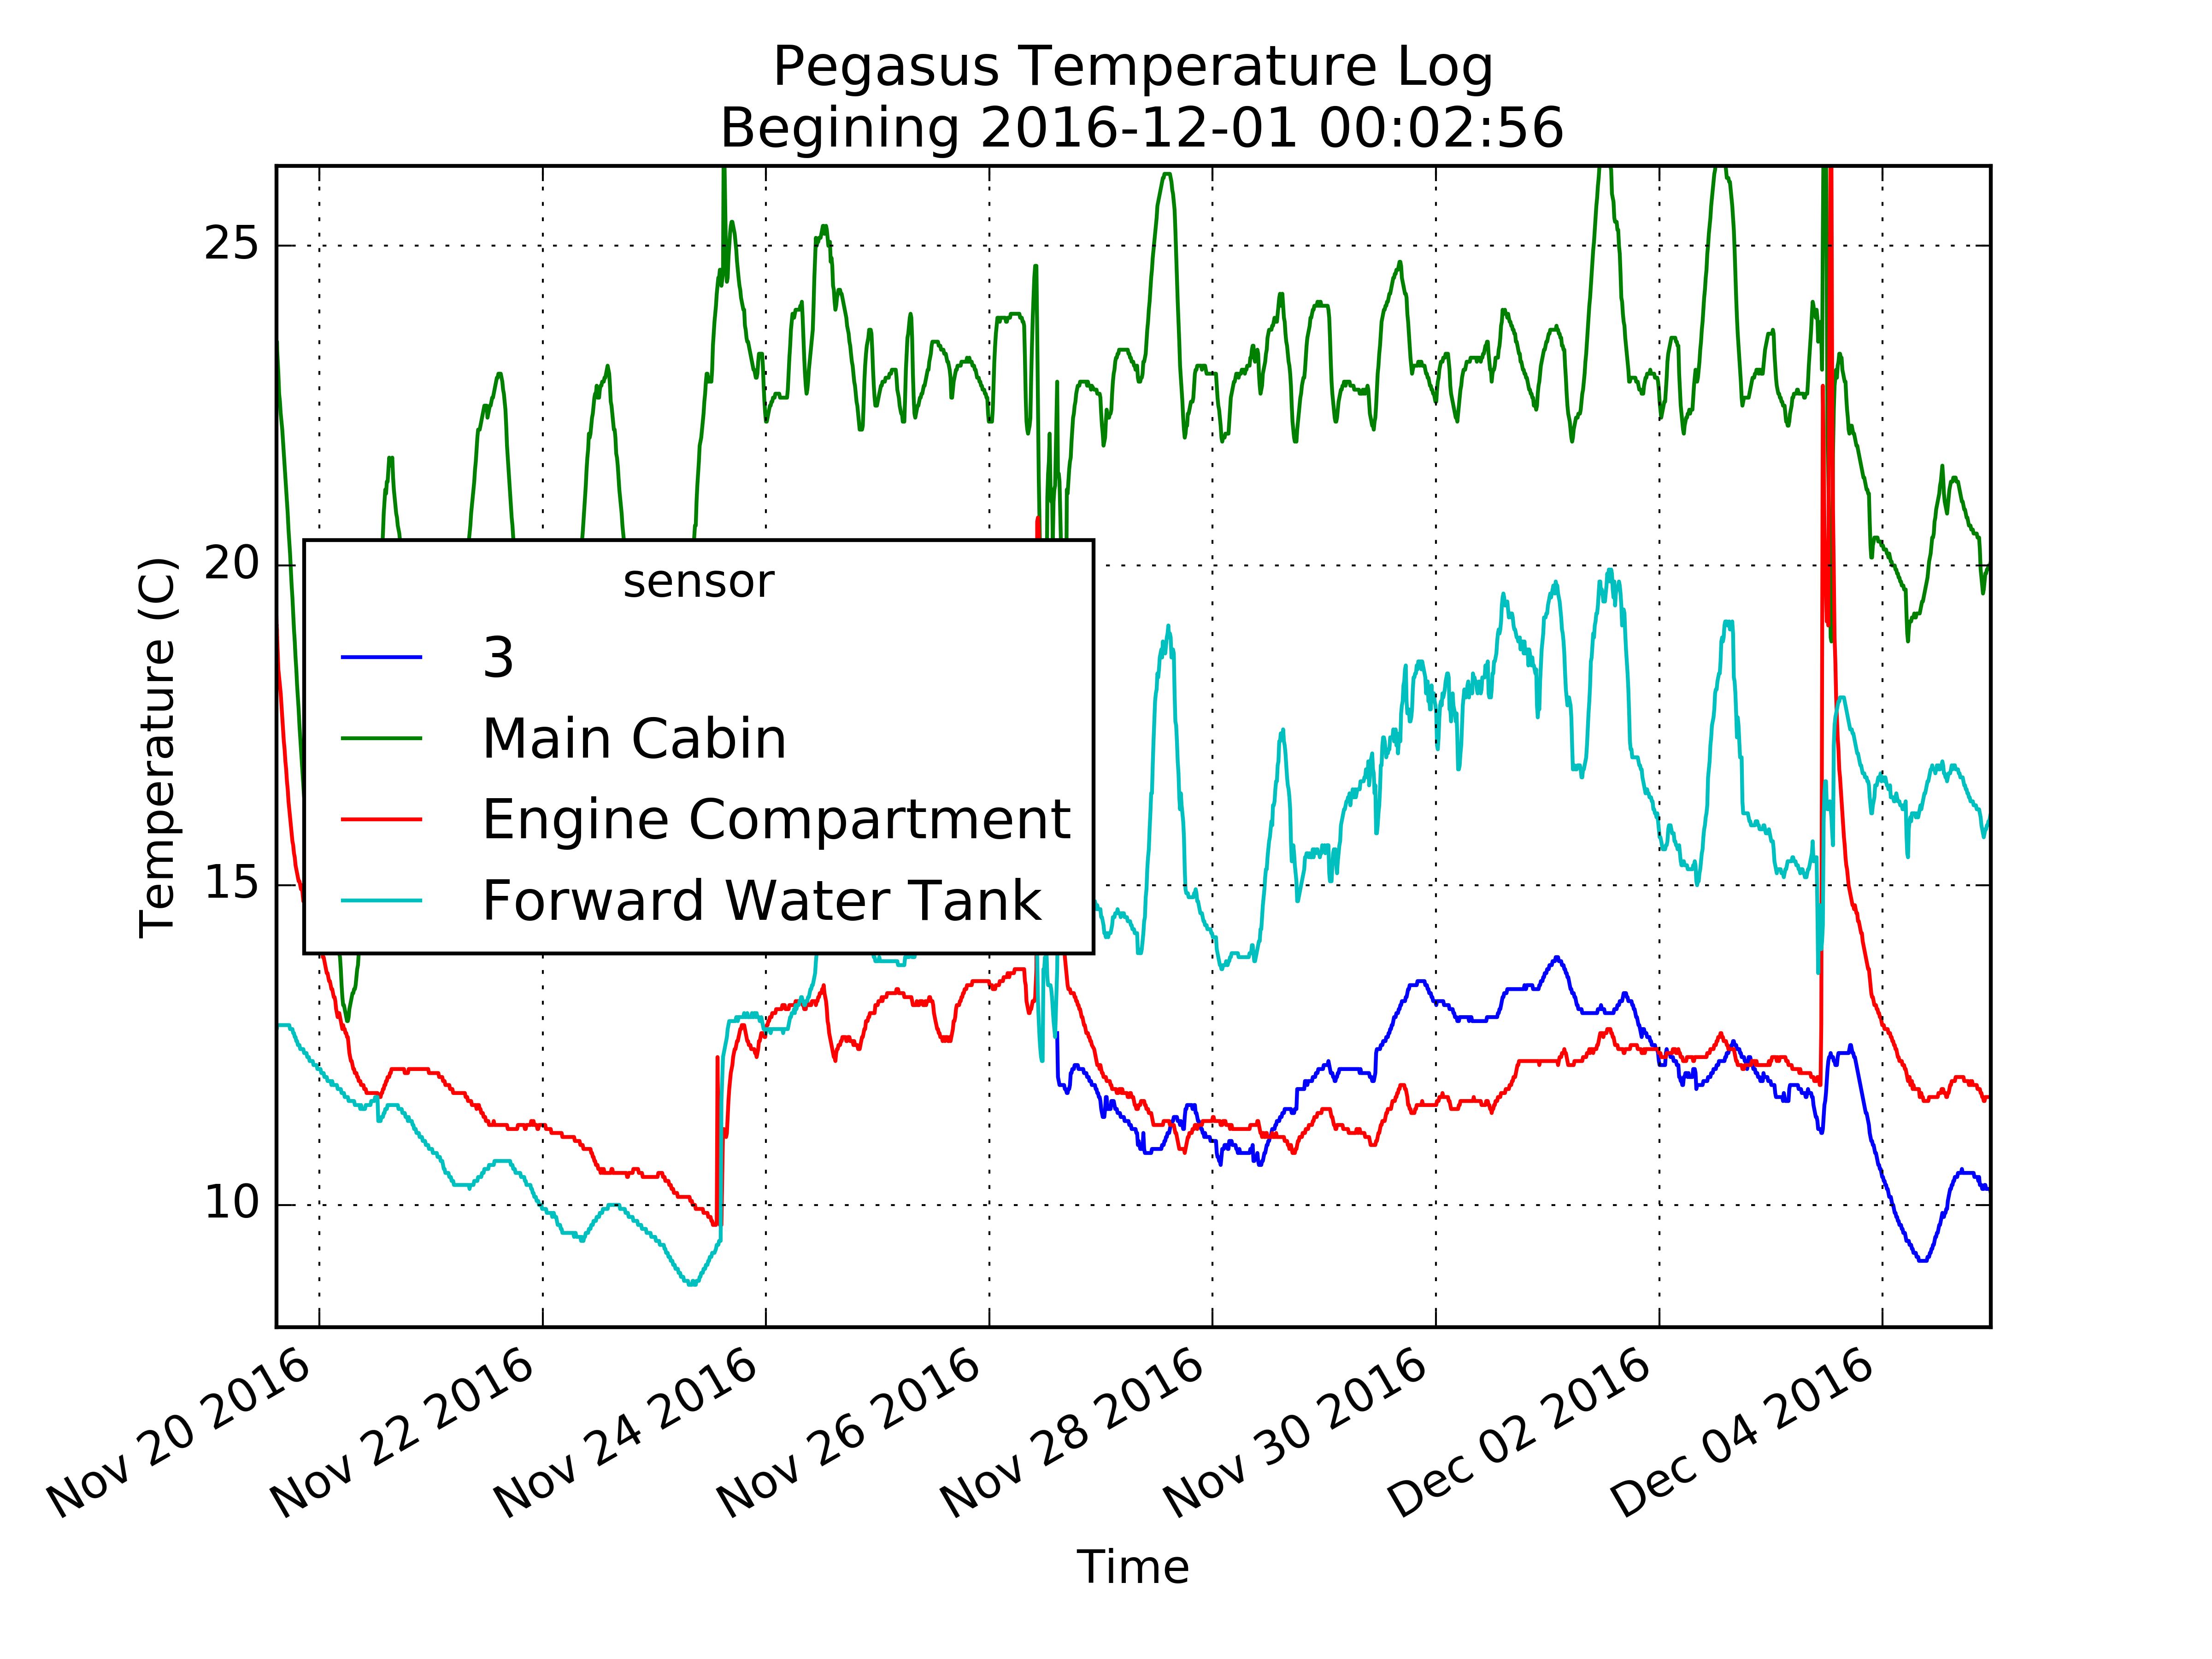 Pegasus Temperature Log
Begining 2016-12-01 00:02:56
25
20
15
10
Temperature (C)
sensor
3
Main Cabin
Engine Compartment
Forward Water Tank
Nov 20 2016
Nov 22 2016
Nov 24 2016
Nov 26 2016
Nov 28 2016
Nov 30 2016
Dec 02 2016
Dec 04 2016
Time